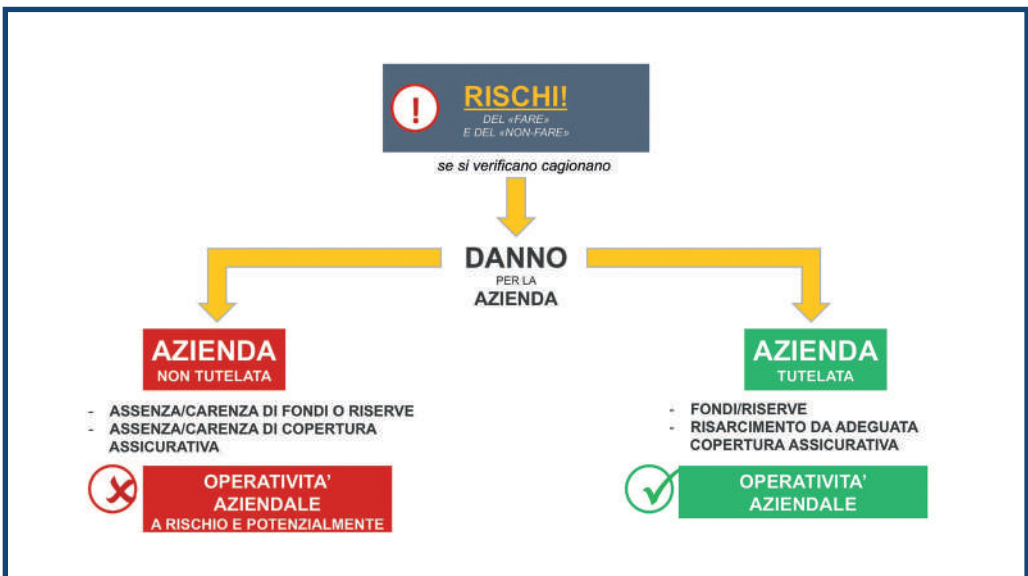 !
RISCHI!
DEL «FARE»
E DEL «NON-FARE»
se si verificano cagionano
DANNO
PER LA
AZIENDA
AZIENDA
NON TUTELATA
- ASSENZA/CARENZA DI FONDI O RISERVE
- ASSENZA/CARENZA DI COPERTURA
ASSICURATIVA
OPERATIVITA'
AZIENDALE
A RISCHIO E POTENZIALMENTE
AZIENDA
TUTELATA
- FONDI/RISERVE
- RISARCIMENTO DA ADEGUATA
COPERTURA ASSICURATIVA
OPERATIVITA'
AZIENDALE